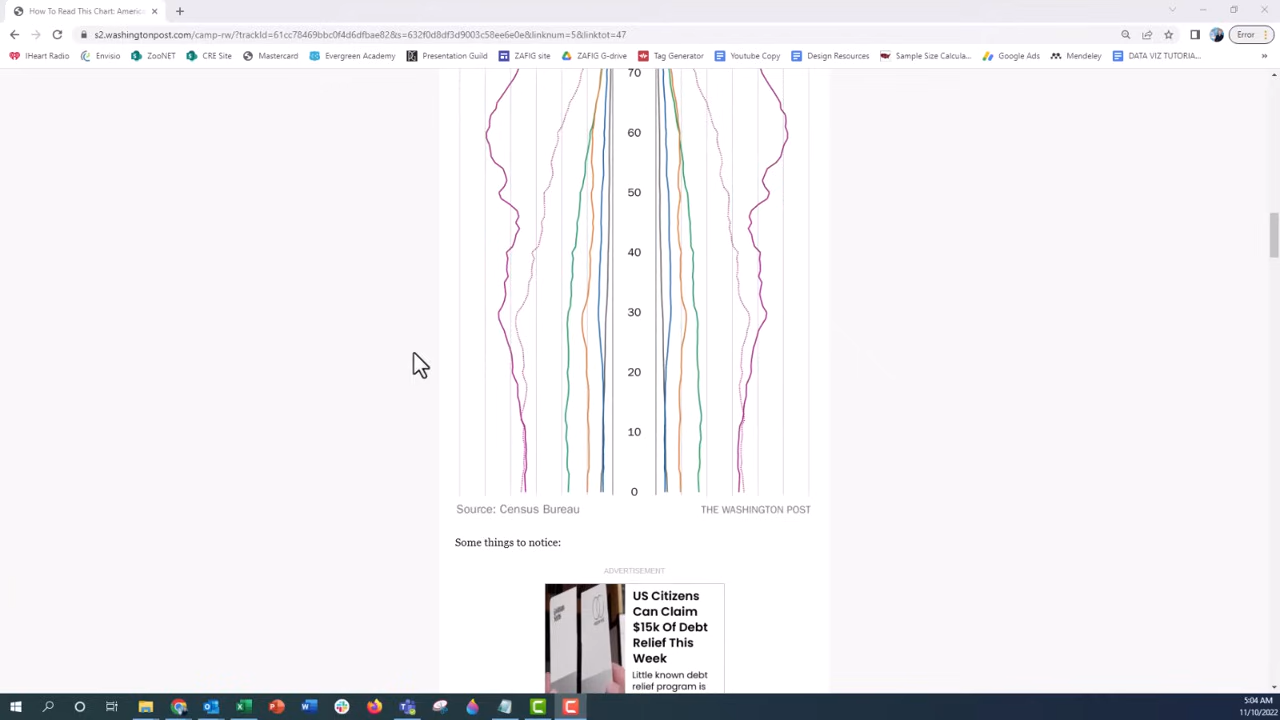 How To Read This Chart: Americ
s2.washingtonpost.com/camp-rw/?trackId=61cc78469bbc0f4d6dfbae82&s=632f0d8df3d9003c58ee6e0e&linknum=5&linktot=47
Error
IHeart Radio
Envisio
ZooNET
CRE Site
Mastercard
Evergreen Academy
Presentation Guild
ZAFIG site
ZAFIG G-drive
Tag Generator
Youtube Copy
Design Resources
Sample Size Calcula...
Google Ads
Mendeley
DATA VIZ TUTORIA...
»
70
60
50
40
30
20
10
0
Source: Census Bureau
THE WASHINGTON POST
Some things to notice:
ADVERTISEMENT
US Citizens
Can Claim
$15k Of Debt
Relief This
Week
Little known debt
relief program is
5:04 AM
11/10/2022